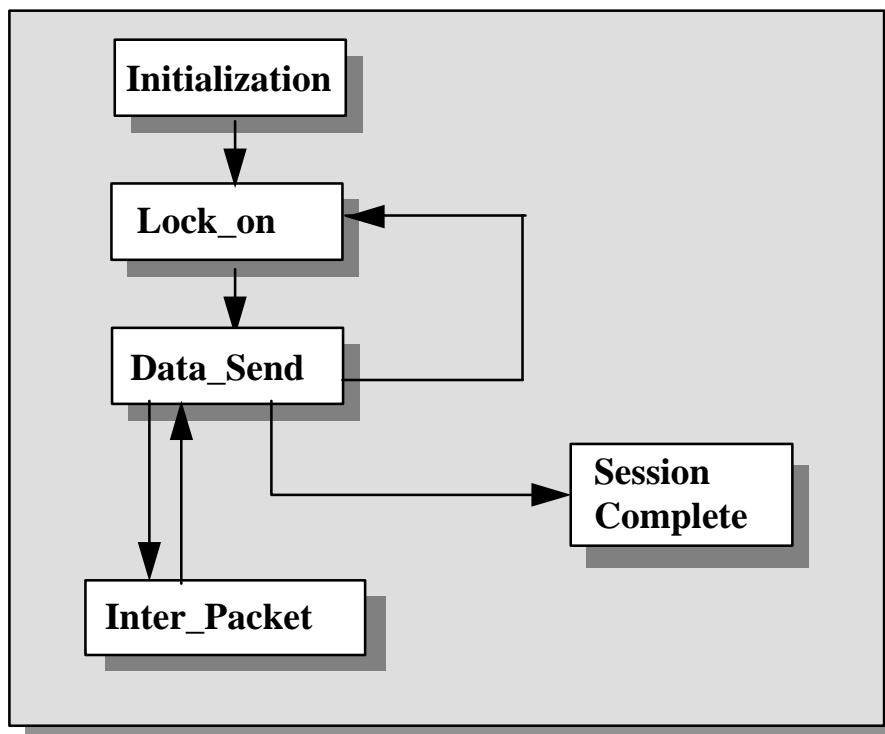 Initialization
Lock_on
Data_Send
Session
Complete
Inter_Packet